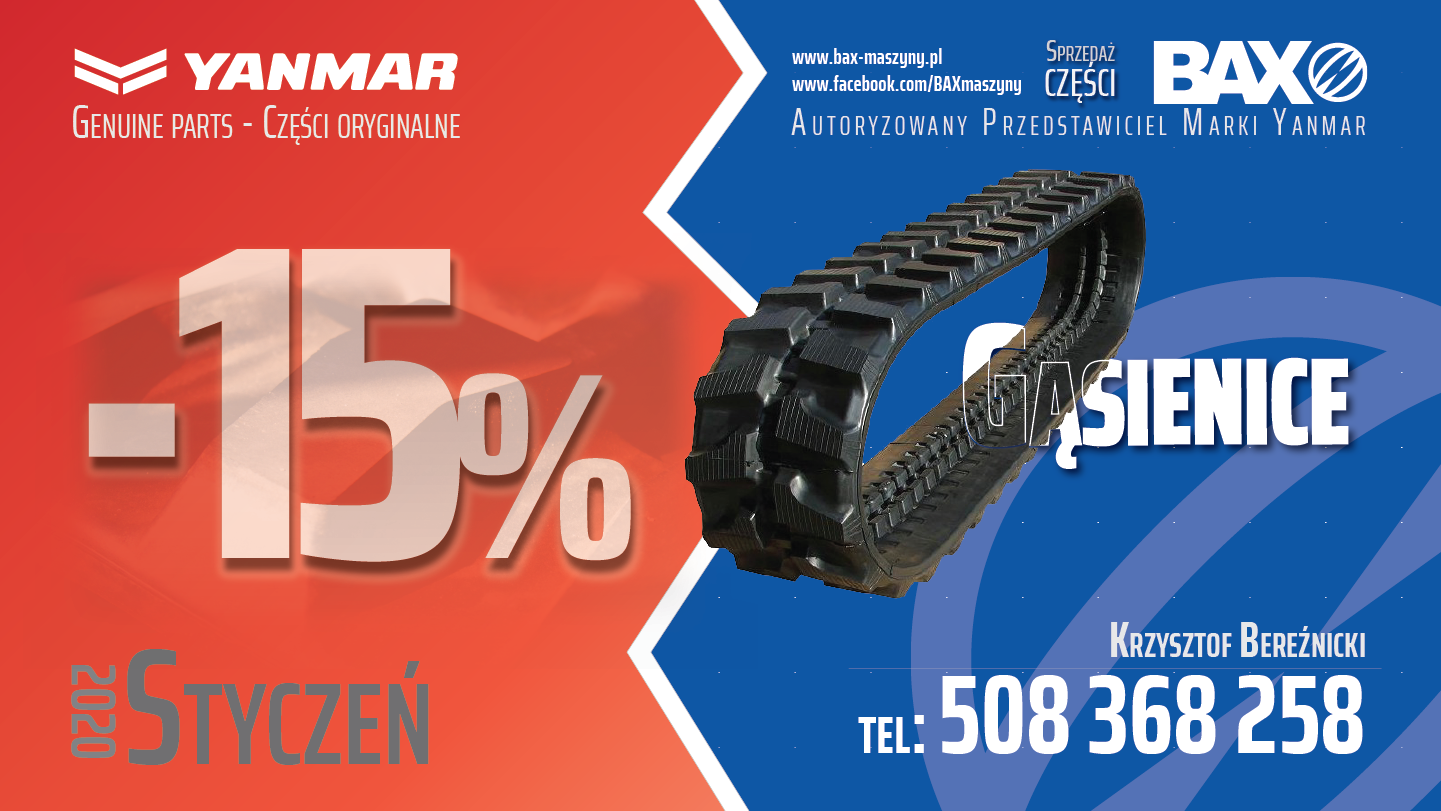 YANMAR
Genuine parts - Części oryginalne
-15%
2020
Styczeń
www.bax-maszyny.pl
www.facebook.com/BAXmaszyny
Sprzedaż
części
BAX
Autoryzowany Przedstawiciel Marki Yanmar
Gąsienice
Krzysztof Bereźnicki
tel: 508 368 258